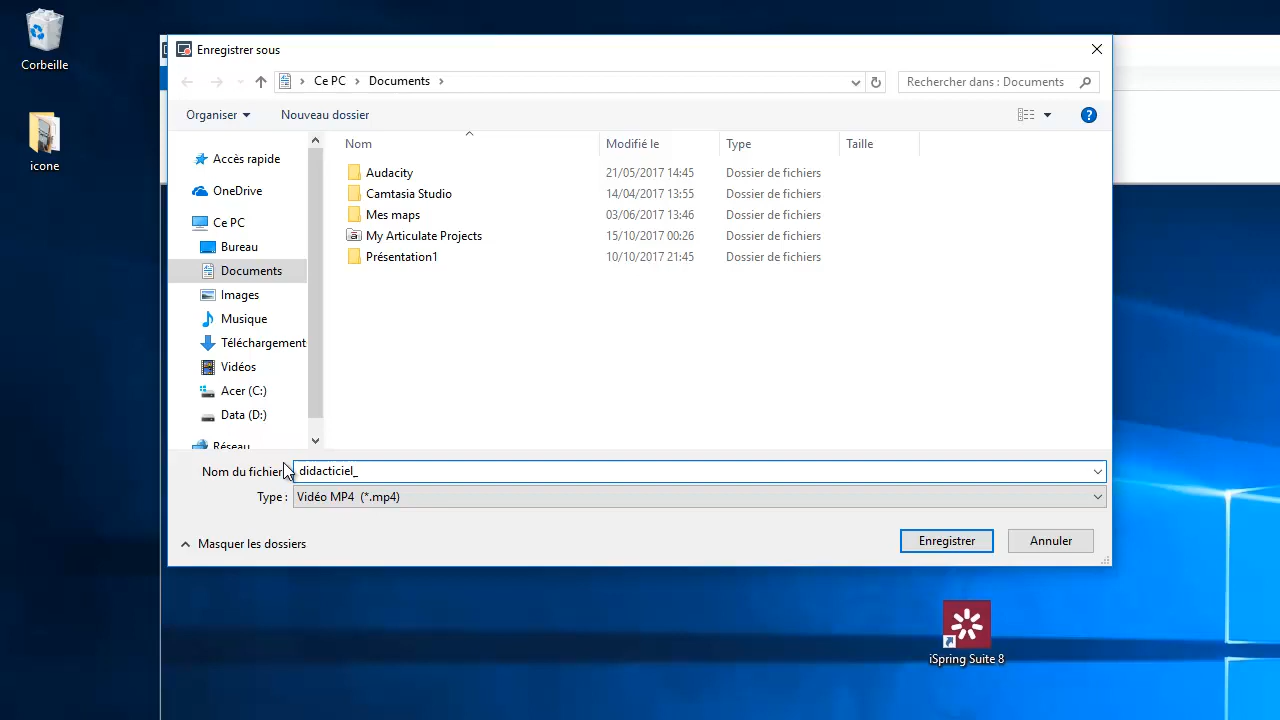 Corbeille
icone
Enregistrer sous
Ce PC
Documents
Rechercher dans : Documents
Organiser
Nouveau dossier
Nom
Modifié le
Type
Taille
Accès rapide
OneDrive
Ce PC
Bureau
Documents
Images
Musique
Téléchargement
Vidéos
Acer (C:)
Data (D:)
Réseau
Audacity 21/05/2017 14:45 Dossier de fichiers
Camtasia Studio 14/04/2017 13:55 Dossier de fichiers
Mes maps 03/06/2017 13:46 Dossier de fichiers
My Articulate Projects 15/10/2017 00:26 Dossier de fichiers
Présentation1 10/10/2017 21:45 Dossier de fichiers
Nom du fichier didacticiel_
Type : Vidéo MP4 (*.mp4)
Masquer les dossiers
Enregistrer
Annuler
iSpring Suite 8